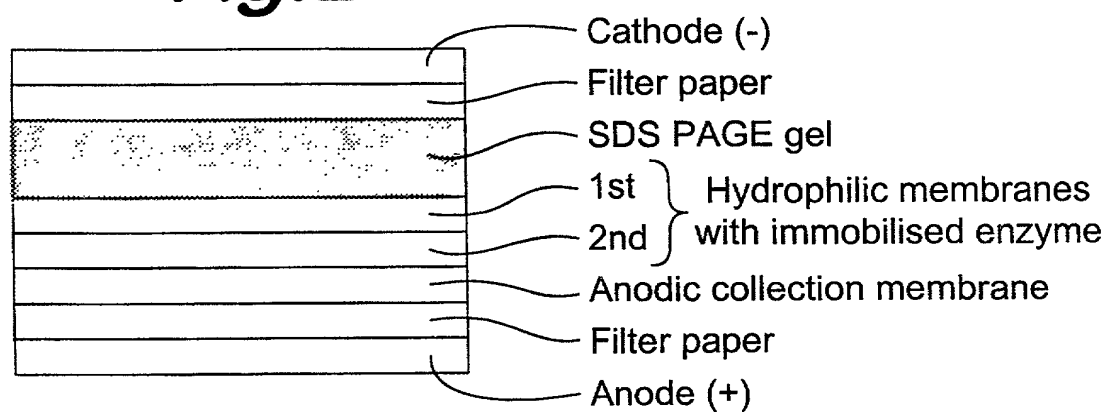 Cathode (-)
Filter paper
SDS PAGE gel
1st
2nd
Hydrophilic membranes
with immobilised enzyme
Anodic collection membrane
Filter paper
Anode (+)